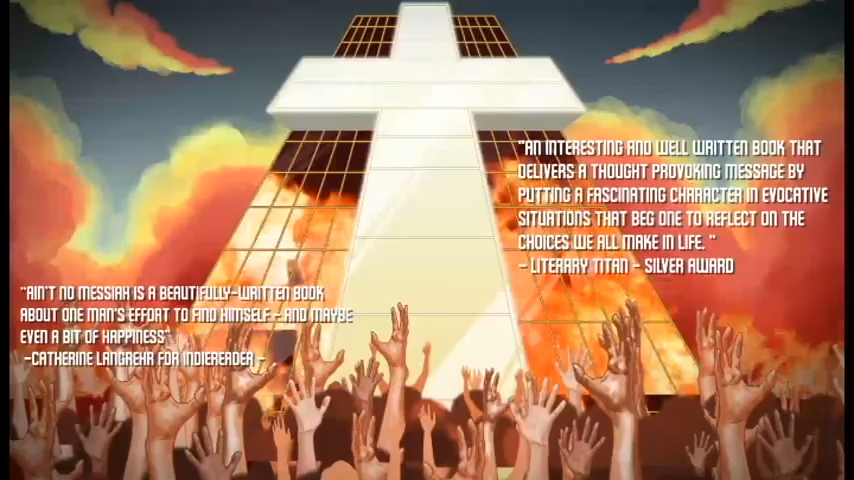 "AN INTERESTING AND WELL WRITTEN BOOK THAT
DELIVERS A THOUGHT PROVOKING MESSAGE BY
PUTTING A FASCINATING CHARACTER IN EVOCATIVE
SITUATIONS THAT BEG ONE TO REFLECT ON THE
CHOICES WE ALL MAKE IN LIFE. "
- LITERARY TITAN - SILVER AWARD
"AIN'T NO MESSIAH IS A BEAUTIFULLY-WRITTEN BOOK
ABOUT ONE MAN'S EFFORT TO FIND HIMSELF - AND MAYBE
EVEN A BIT OF HAPPINESS"
-CATHERINE LANGREHR FOR INDIEREADER -